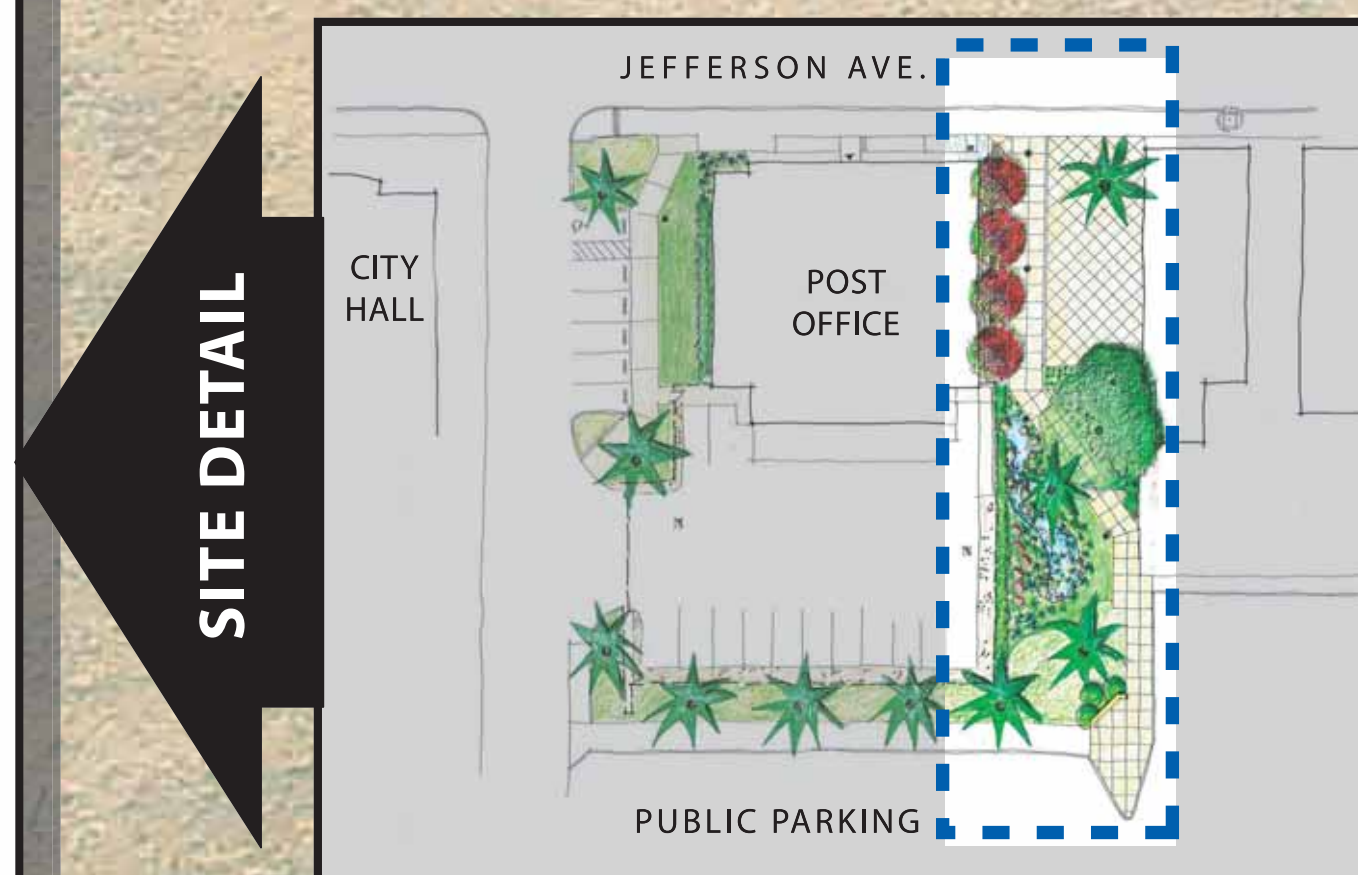 JEFFERSON AVE.
CITY
HALL
POST
OFFICE
SITE DETAIL
PUBLIC PARKING